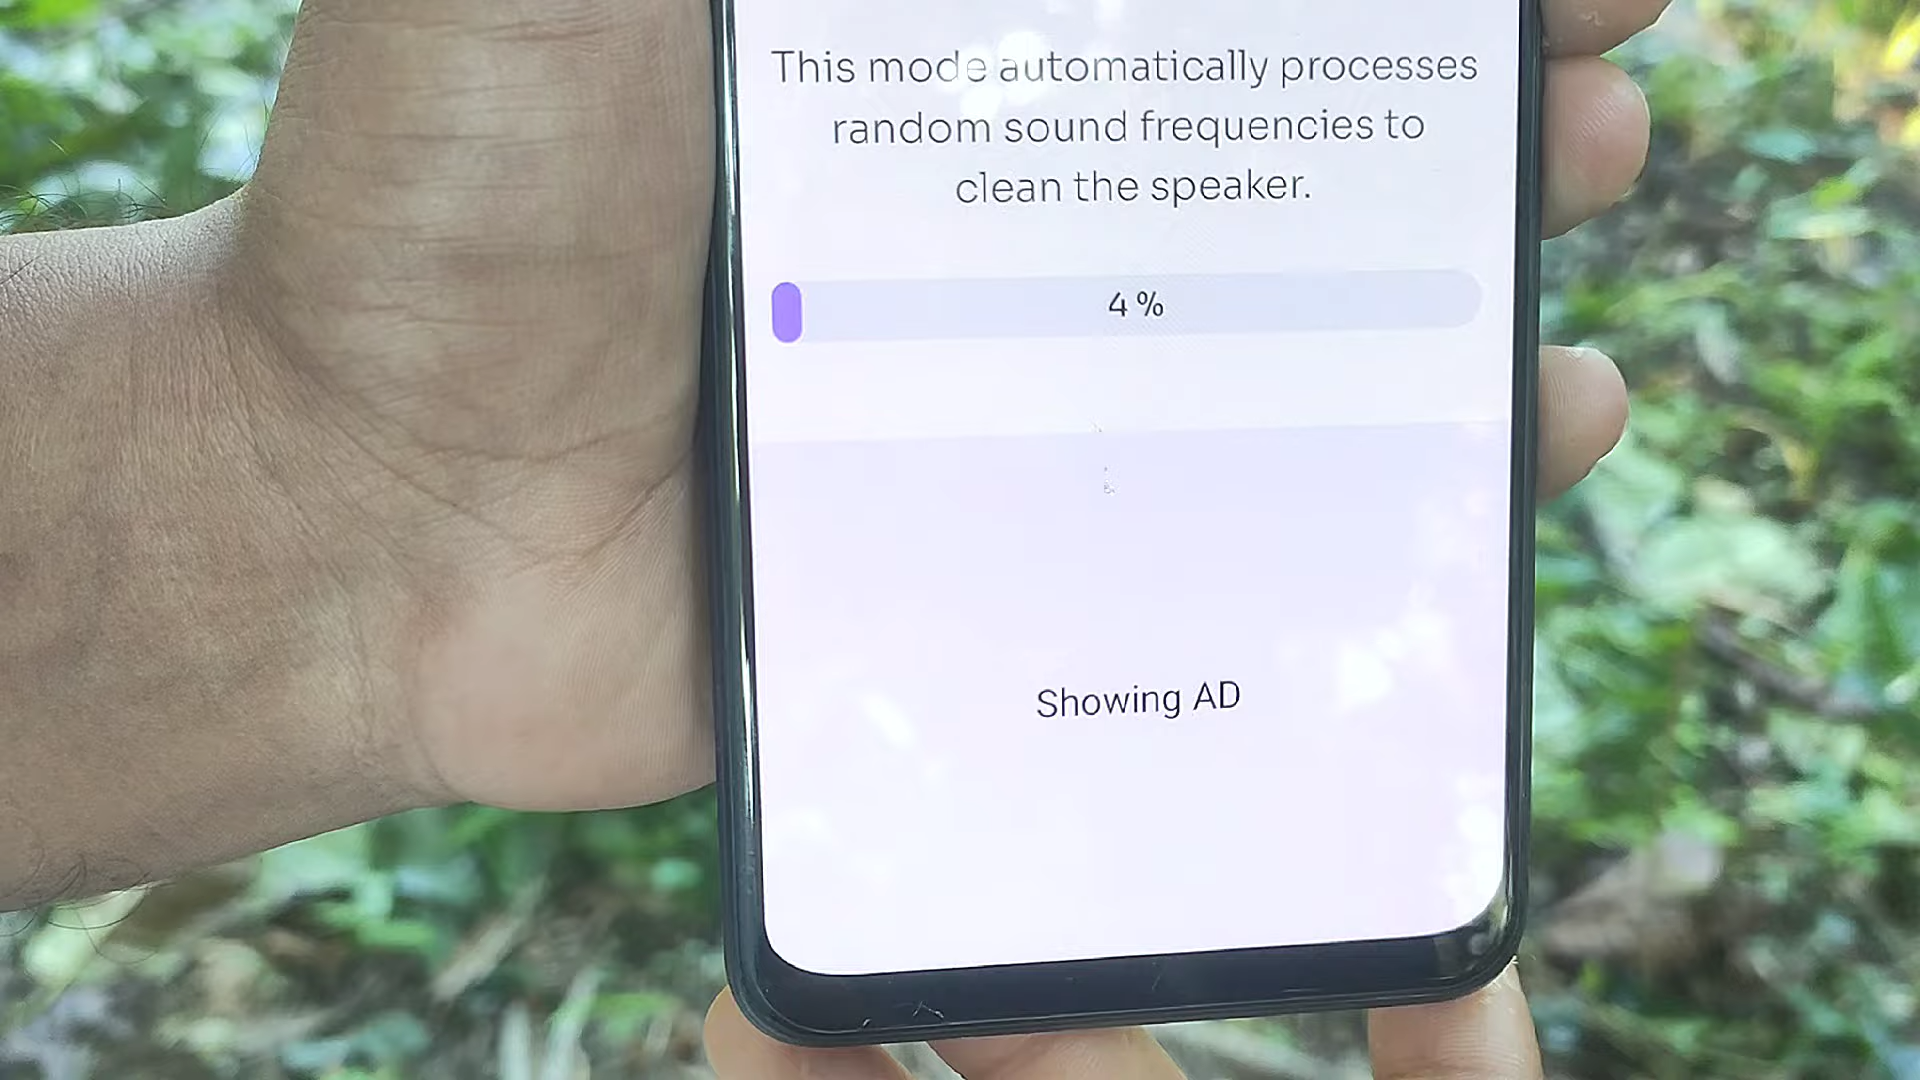 This mode automatically processes
random sound frequencies to
clean the speaker.
4 %
Showing AD